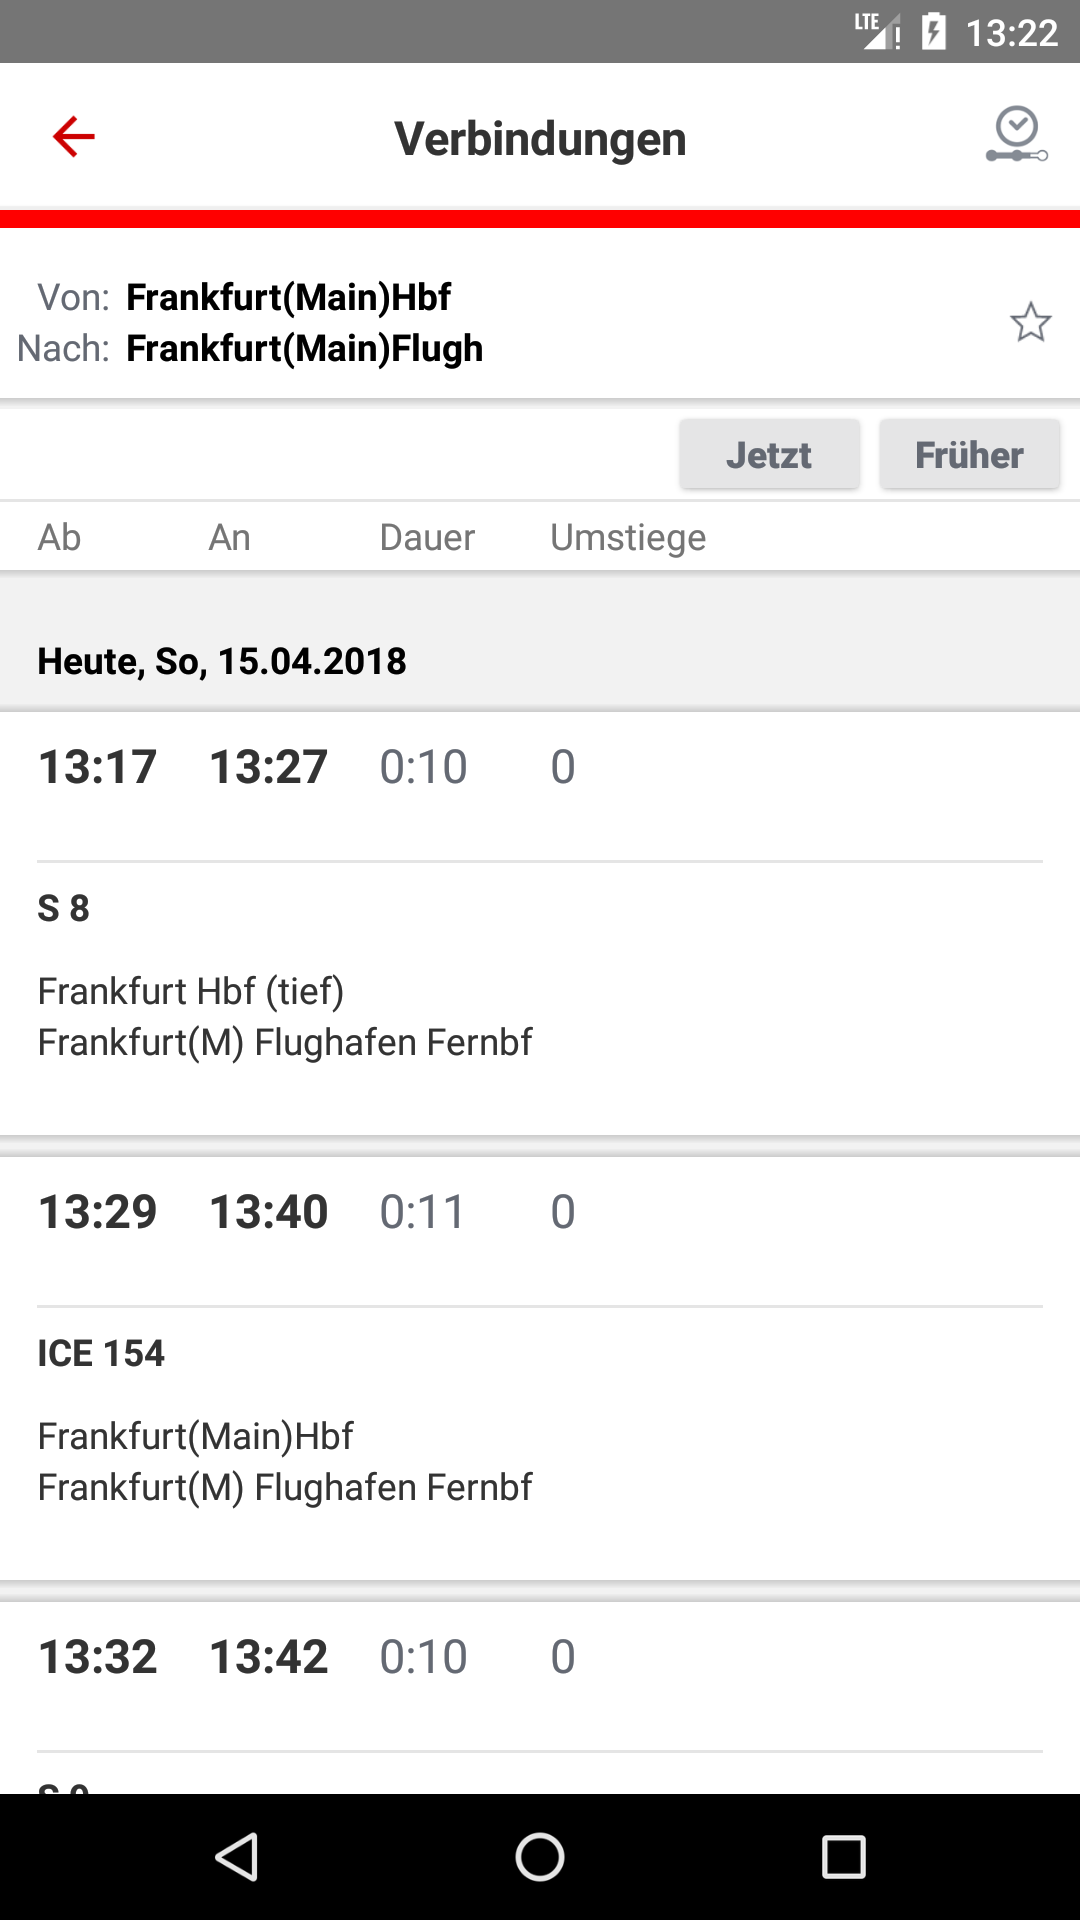 LTE 13:22
Verbindungen
Von: Frankfurt(Main)Hbf
Nach: Frankfurt(Main)Flugh
Jetzt Früher
Ab An Dauer Umstiege
Heute, So, 15.04.2018
13:17 13:27 0:10 0
S 8
Frankfurt Hbf (tief)
Frankfurt(M) Flughafen Fernbf
13:29 13:40 0:11 0
ICE 154
Frankfurt(Main)Hbf
Frankfurt(M) Flughafen Fernbf
13:32 13:42 0:10 0